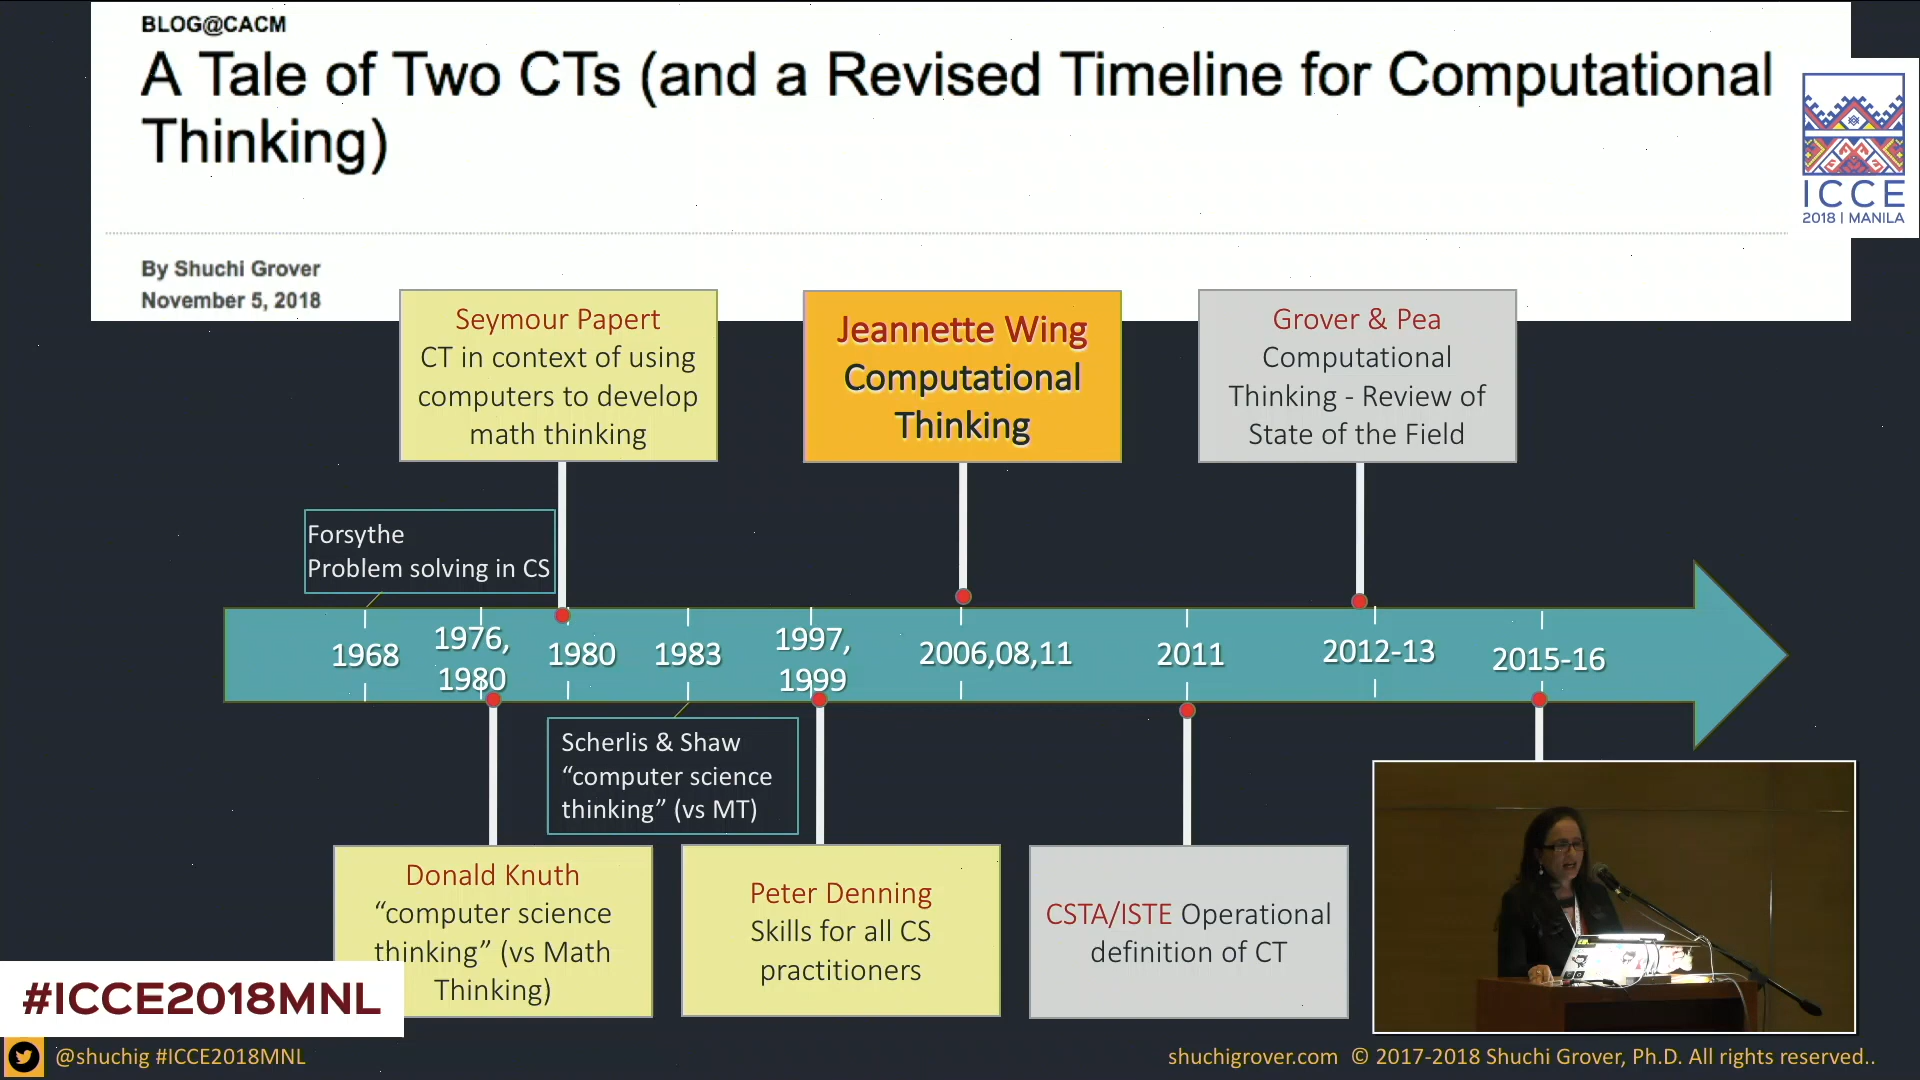 BLOG@CACM
A Tale of Two CTs (and a Revised Timeline for Computational
Thinking)
ICCE
2018 | MANILA
By Shuchi Grover
November 5, 2018
Seymour Papert
CT in context of using
computers to develop
math thinking
Jeannette Wing
Computational
Thinking
Grover & Pea
Computational
Thinking - Review of
State of the Field
Forsythe
Problem solving in CS
1968
1976,
1980
1980
1983
1997,
1999
2006,08,11
2011
2012-13
2015-16
Scherlis & Shaw
“computer science
thinking” (vs MT)
Donald Knuth
“computer science
thinking” (vs Math
Thinking)
Peter Denning
Skills for all CS
practitioners
CSTA/ISTE Operational
definition of CT
#ICCE2018MNL
@shuchig #ICCE2018MNL
shuchigrover.com © 2017-2018 Shuchi Grover, Ph.D. All rights reserved..